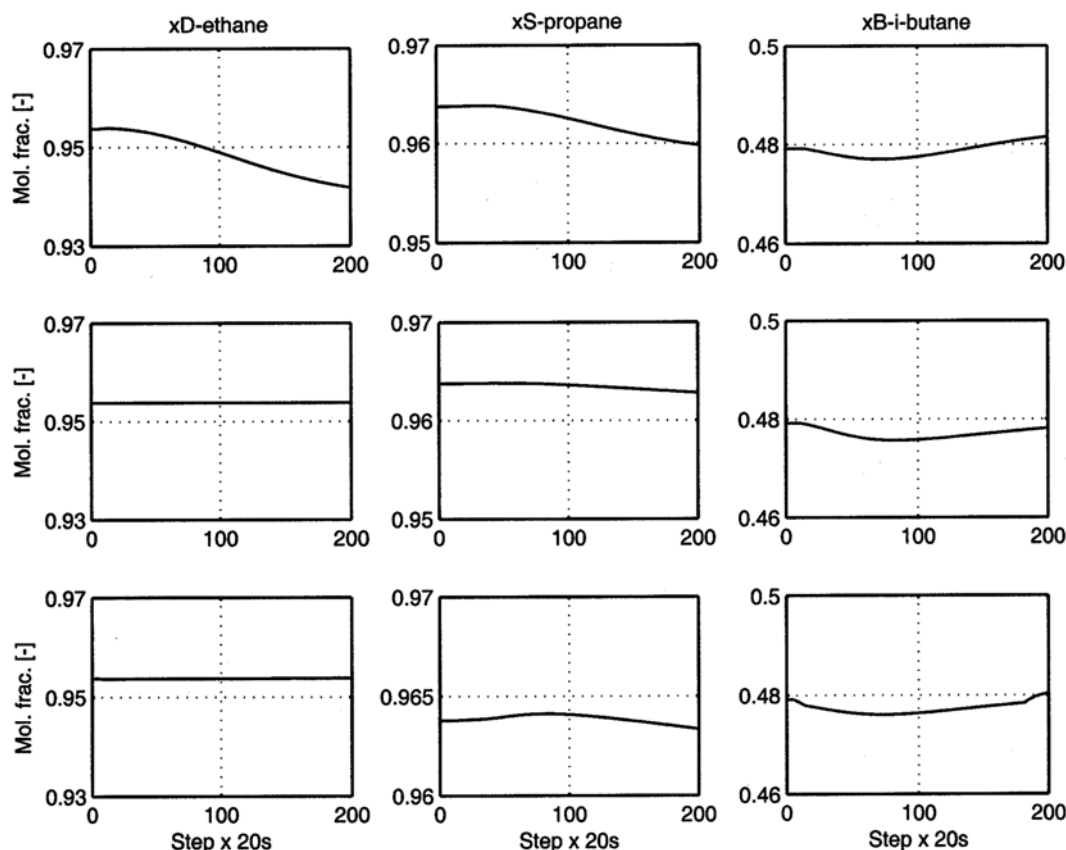 xD-ethane xS-propane xB-i-butane
0.97 0.97 0.5
Mol. frac. [-]
0.95 0.96 0.48
0.93 0.95 0.46
0 100 200 0 100 200 0 100 200
0.97 0.97 0.5
Mol. frac. [-]
0.95 0.96 0.48
0.93 0.95 0.46
0 100 200 0 100 200 0 100 200
0.97 0.97 0.5
Mol. frac. [-]
0.95 0.965 0.48
0.93 0.96 0.46
0 100 200 0 100 200 0 100 200
Step x 20s Step x 20s Step x 20s